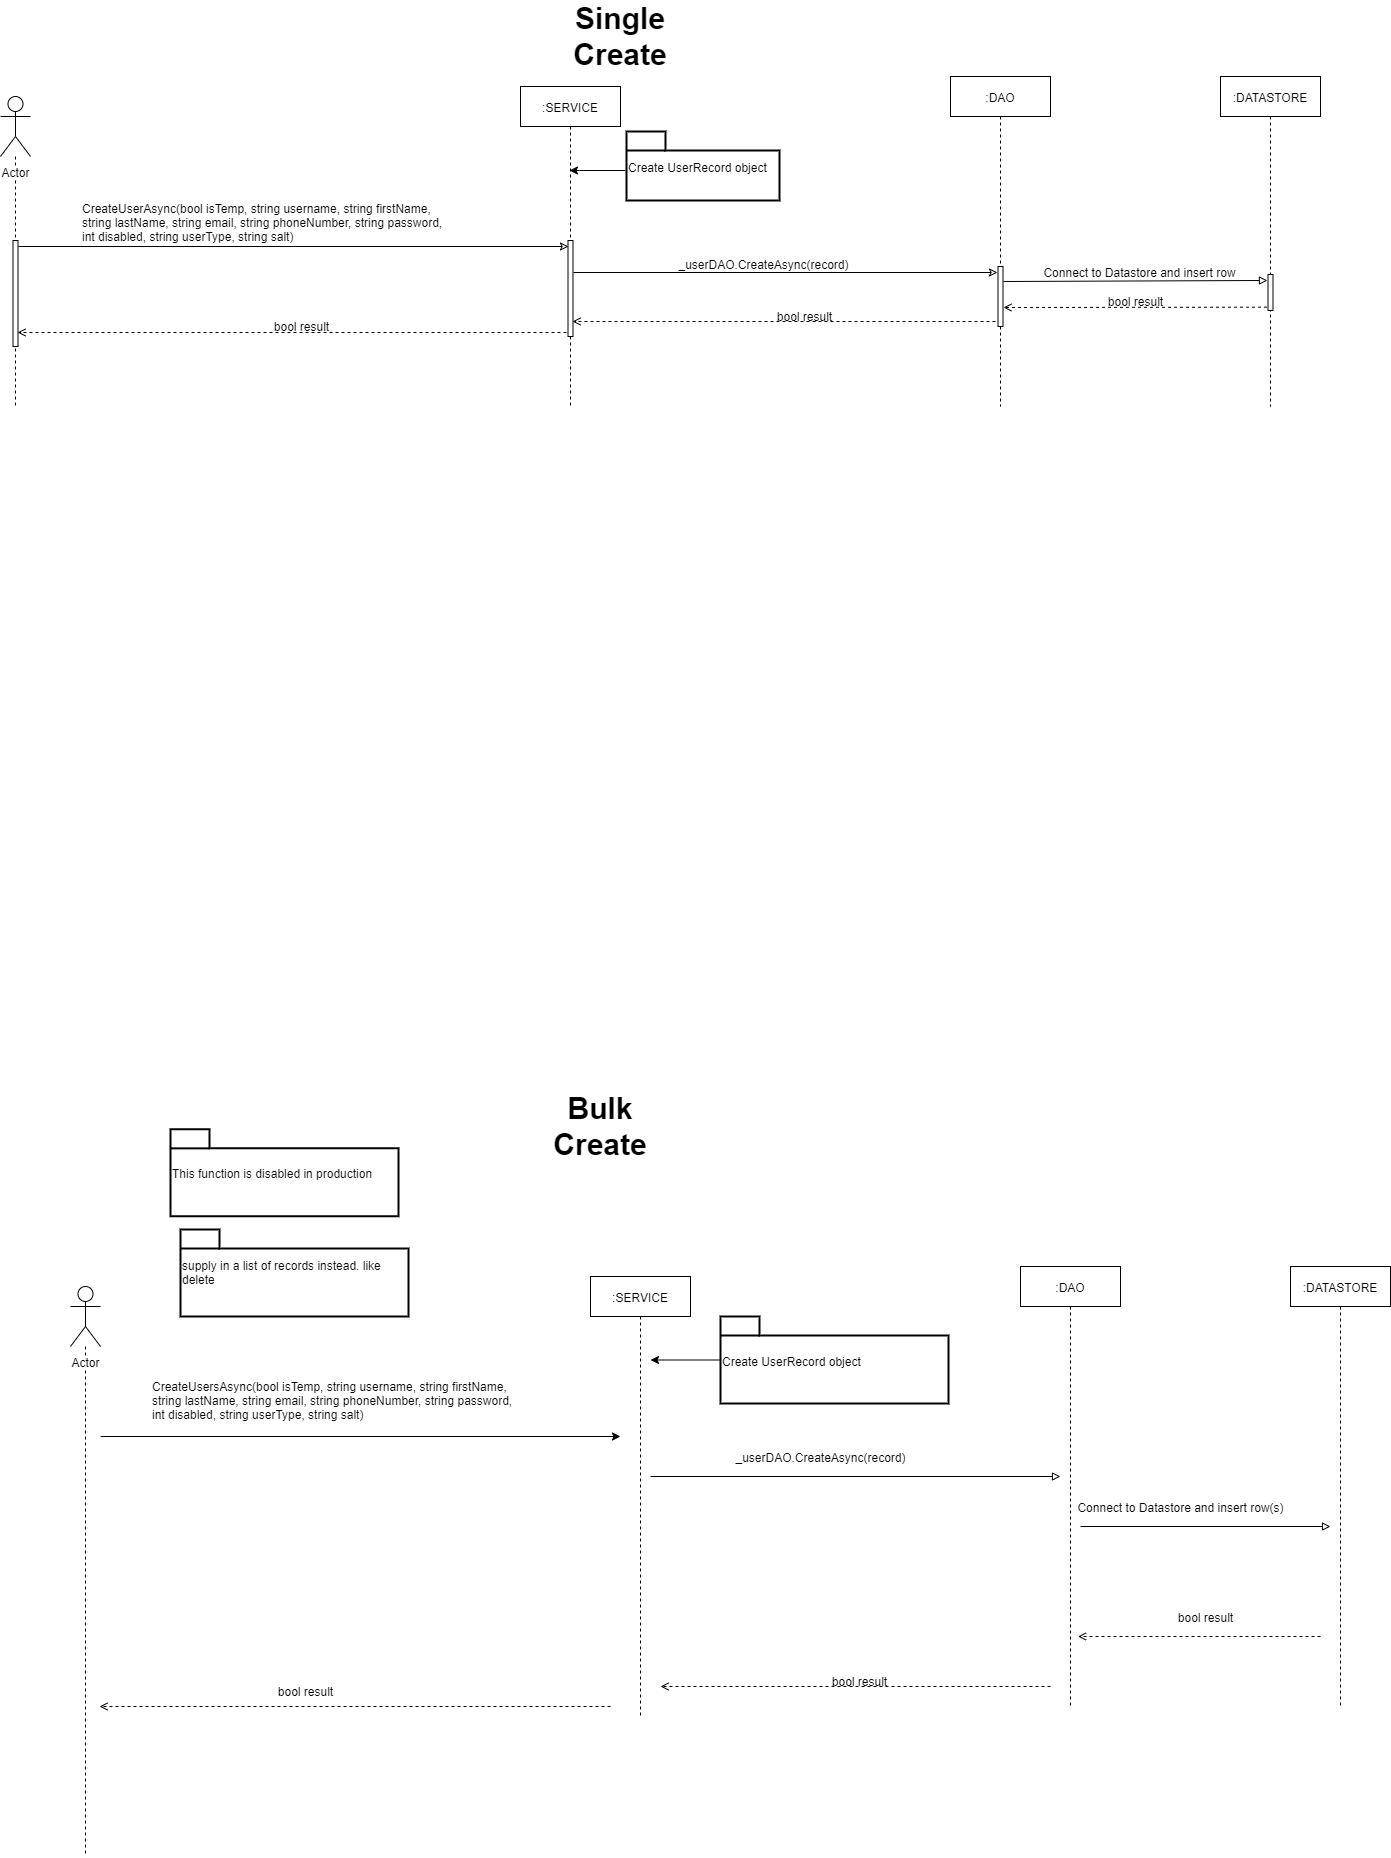 Single
Create
:SERVICE
:DAO
:DATASTORE
Actor
Create UserRecord object
CreateUserAsync(bool isTemp, string username, string firstName,
string lastName, string email, string phoneNumber, string password,
int disabled, string userType, string salt)
_userDAO.CreateAsync(record)
Connect to Datastore and insert row
bool result
bool result
bool result
Bulk
Create
This function is disabled in production
supply in a list of records instead. like
delete
:SERVICE
:DAO
:DATASTORE
Actor
Create UserRecord object
CreateUsersAsync(bool isTemp, string username, string firstName,
string lastName, string email, string phoneNumber, string password,
int disabled, string userType, string salt)
_userDAO.CreateAsync(record)
Connect to Datastore and insert row(s)
bool result
bool result
bool result